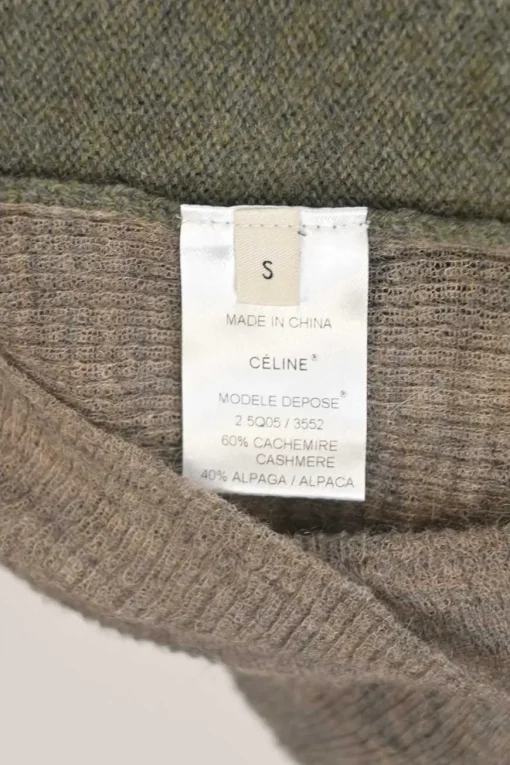 S
MADE IN CHINA
CÉLINE®
MODELE DEPOSE®
2.5Q05 / 3552
60% CACHEMIRE
CASHMERE
40% ALPAGA / ALPACA